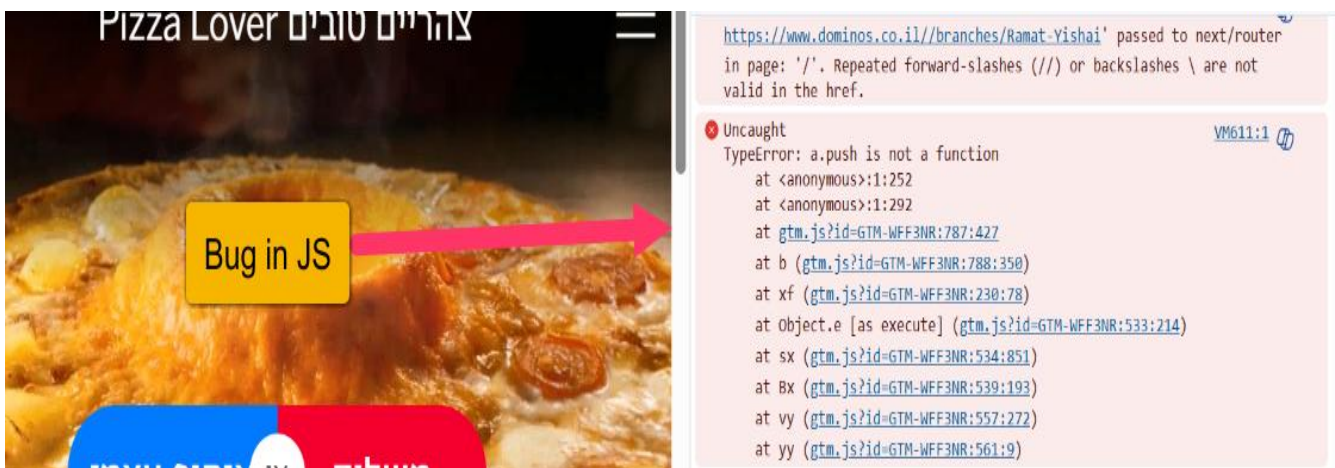 Pizza Lover צהריים טובים
Bug in JS
https://www.dominos.co.il//branches/Ramat-Yishai' passed to next/router
in page: '/'. Repeated forward-slashes (//) or backslashes \ are not
valid in the href.
Uncaught VM611:1
TypeError: a.push is not a function
at <anonymous>:1:252
at <anonymous>:1:292
at gtm.js?id=GTM-WFF3NR:787:427
at b (gtm.js?id=GTM-WFF3NR:788:350)
at xf (gtm.js?id=GTM-WFF3NR:230:78)
at Object.e [as execute] (gtm.js?id=GTM-WFF3NR:533:214)
at sx (gtm.js?id=GTM-WFF3NR:534:851)
at Bx (gtm.js?id=GTM-WFF3NR:539:193)
at vy (gtm.js?id=GTM-WFF3NR:557:272)
at yy (gtm.js?id=GTM-WFF3NR:561:9)